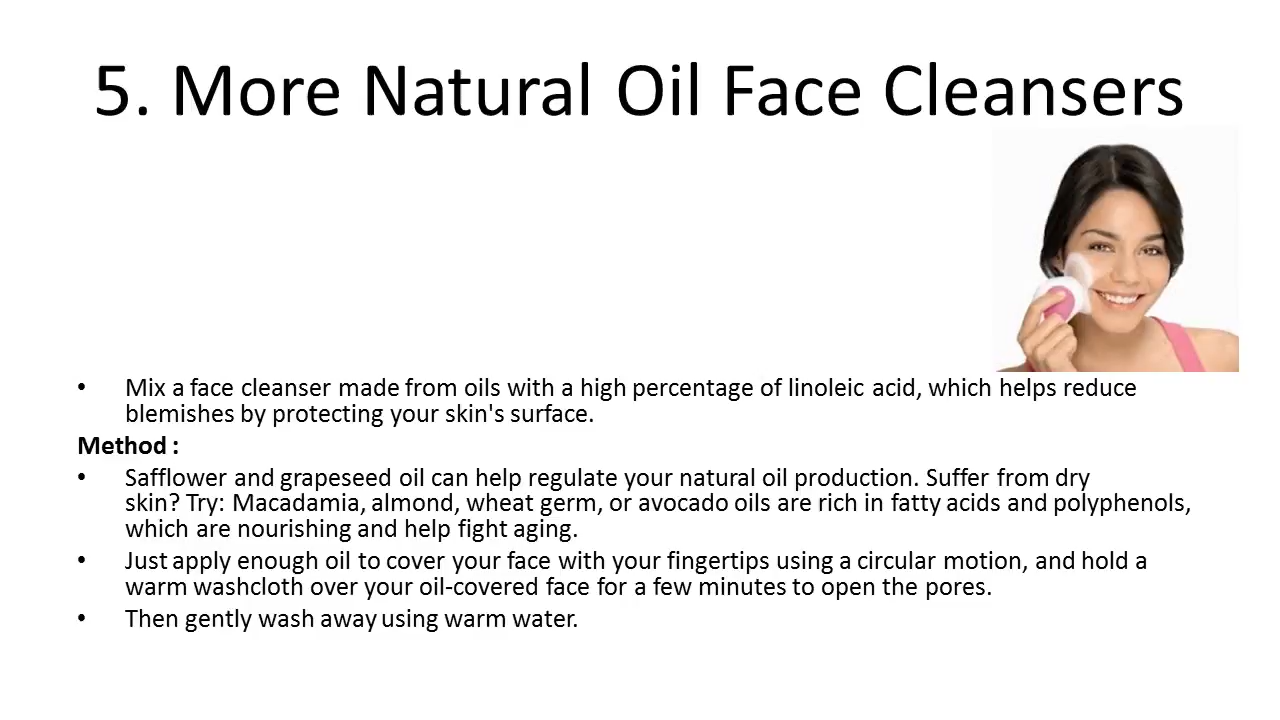 5. More Natural Oil Face Cleansers
• Mix a face cleanser made from oils with a high percentage of linoleic acid, which helps reduce
blemishes by protecting your skin's surface.
Method :
• Safflower and grapeseed oil can help regulate your natural oil production. Suffer from dry
skin? Try: Macadamia, almond, wheat germ, or avocado oils are rich in fatty acids and polyphenols,
which are nourishing and help fight aging.
• Just apply enough oil to cover your face with your fingertips using a circular motion, and hold a
warm washcloth over your oil-covered face for a few minutes to open the pores.
• Then gently wash away using warm water.